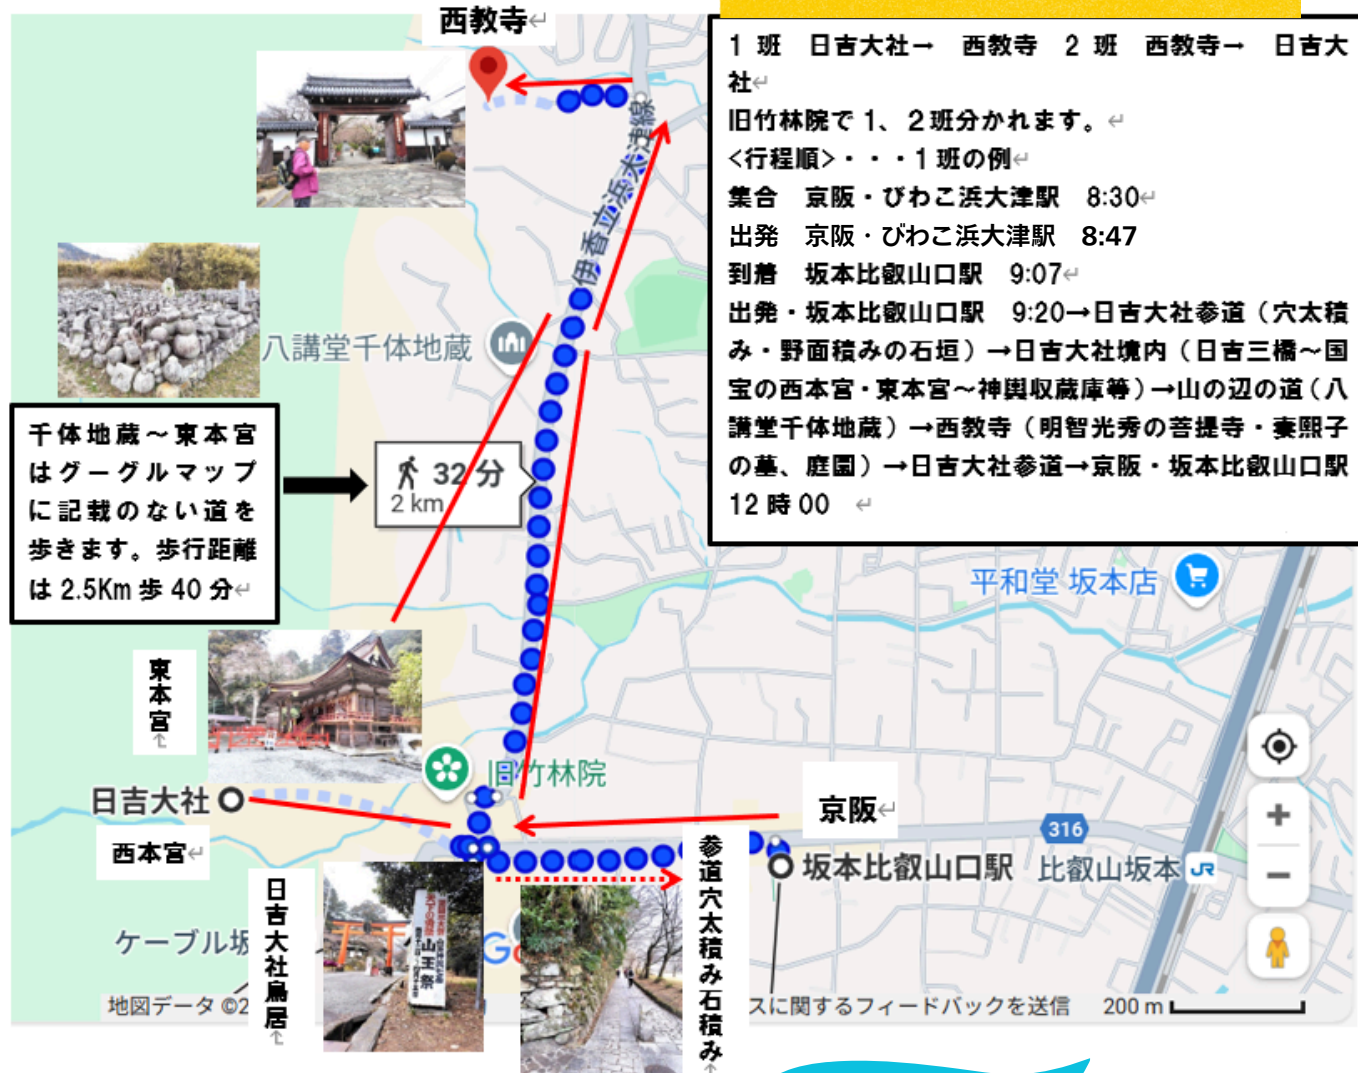 西教寺
1 班　日吉大社→　西教寺　2 班　西教寺→　日吉大
社
旧竹林院で 1、2 班分かれます。
<行程順>・・・1 班の例
集合　京阪・びわこ浜大津駅　8:30
出発　京阪・びわこ浜大津駅　8:47
到着　坂本比叡山口駅　9:07
出発・坂本比叡山口駅　9:20→日吉大社参道（穴太積
み・野面積みの石垣）→日吉大社境内（日吉三橋～国
宝の西本宮・東本宮～神輿収蔵庫等）→山の辺の道（八
講堂千体地蔵）→西教寺（明智光秀の菩提寺・妻熙子
の墓、庭園）→日吉大社参道→京阪・坂本比叡山口駅
12 時 00
伊香立浜大津線
八講堂千体地蔵
千体地蔵～東本宮
はグーグルマップ
に記載のない道を
歩きます。歩行距離
は 2.5Km 歩 40 分
32 分
2 km
平和堂 坂本店
東本宮
旧竹林院
日吉大社
西本宮
京阪
316
坂本比叡山口駅
比叡山坂本
JR
参道穴太積み石積み
日吉大社鳥居
山王祭
ケーブル坂
G
地図データ ©2
スに関するフィードバックを送信
200 m